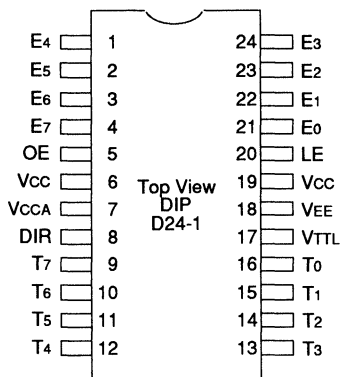 E4 1 24 E3
E5 2 23 E2
E6 3 22 E1
E7 4 21 E0
OE 5 20 LE
VCC 6 19 VCC
VCCA 7 18 VEE
DIR 8 17 VTTL
T7 9 16 T0
T6 10 15 T1
T5 11 14 T2
T4 12 13 T3
Top View
DIP
D24-1